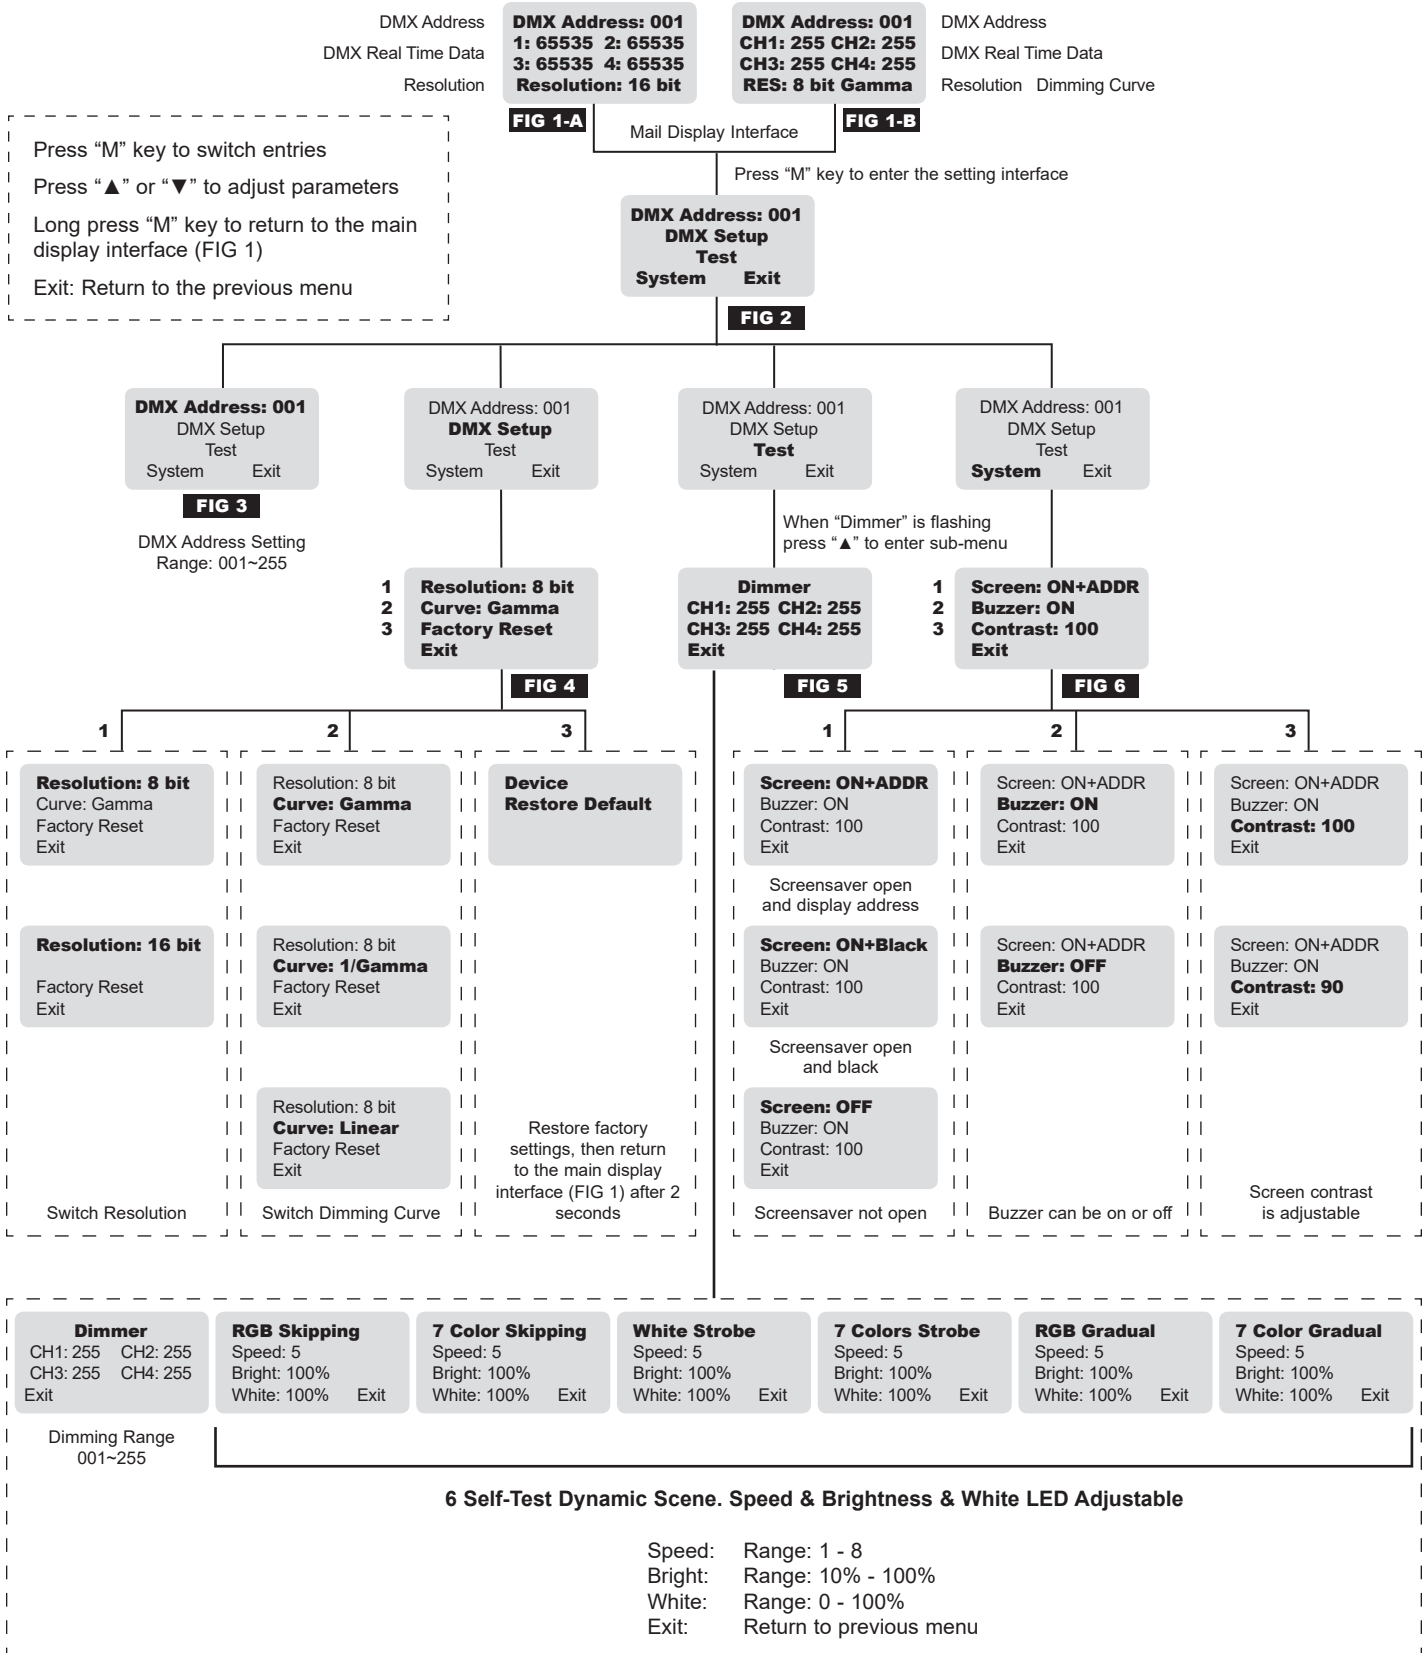 DMX Address
DMX Real Time Data
Resolution
DMX Address: 001
1: 65535 2: 65535
3: 65535 4: 65535
Resolution: 16 bit
FIG 1-A
DMX Address: 001
CH1: 255 CH2: 255
CH3: 255 CH4: 255
RES: 8 bit Gamma
FIG 1-B
DMX Address
DMX Real Time Data
Resolution Dimming Curve
Mail Display Interface
Press “M” key to switch entries
Press “▲” or “▼” to adjust parameters
Long press “M” key to return to the main
display interface (FIG 1)
Exit: Return to the previous menu
Press “M” key to enter the setting interface
DMX Address: 001
DMX Setup
Test
System Exit
FIG 2
DMX Address: 001
DMX Setup
Test
System Exit
FIG 3
DMX Address Setting
Range: 001~255
DMX Address: 001
DMX Setup
Test
System Exit
DMX Address: 001
DMX Setup
Test
System Exit
DMX Address: 001
DMX Setup
Test
System Exit
When “Dimmer” is flashing
press “▲” to enter sub-menu
1 Resolution: 8 bit
2 Curve: Gamma
3 Factory Reset
Exit
FIG 4
Dimmer
CH1: 255 CH2: 255
CH3: 255 CH4: 255
Exit
FIG 5
1 Screen: ON+ADDR
2 Buzzer: ON
3 Contrast: 100
Exit
FIG 6
1
Resolution: 8 bit
Curve: Gamma
Factory Reset
Exit
Resolution: 16 bit
Factory Reset
Exit
Switch Resolution
2
Resolution: 8 bit
Curve: Gamma
Factory Reset
Exit
Resolution: 8 bit
Curve: 1/Gamma
Factory Reset
Exit
Resolution: 8 bit
Curve: Linear
Factory Reset
Exit
Switch Dimming Curve
3
Device
Restore Default
Restore factory
settings, then return
to the main display
interface (FIG 1) after 2
seconds
1
Screen: ON+ADDR
Buzzer: ON
Contrast: 100
Exit
Screensaver open
and display address
Screen: ON+Black
Buzzer: ON
Contrast: 100
Exit
Screensaver open
and black
Screen: OFF
Buzzer: ON
Contrast: 100
Exit
Screensaver not open
2
Screen: ON+ADDR
Buzzer: ON
Contrast: 100
Exit
Screen: ON+ADDR
Buzzer: OFF
Contrast: 100
Exit
Buzzer can be on or off
3
Screen: ON+ADDR
Buzzer: ON
Contrast: 100
Exit
Screen: ON+ADDR
Buzzer: ON
Contrast: 90
Exit
Screen contrast
is adjustable
Dimmer
CH1: 255 CH2: 255
CH3: 255 CH4: 255
Exit
Dimming Range
001~255
RGB Skipping
Speed: 5
Bright: 100%
White: 100% Exit
7 Color Skipping
Speed: 5
Bright: 100%
White: 100% Exit
White Strobe
Speed: 5
Bright: 100%
White: 100% Exit
7 Colors Strobe
Speed: 5
Bright: 100%
White: 100% Exit
RGB Gradual
Speed: 5
Bright: 100%
White: 100% Exit
7 Color Gradual
Speed: 5
Bright: 100%
White: 100% Exit
6 Self-Test Dynamic Scene. Speed & Brightness & White LED Adjustable
Speed: Range: 1 - 8
Bright: Range: 10% - 100%
White: Range: 0 - 100%
Exit: Return to previous menu